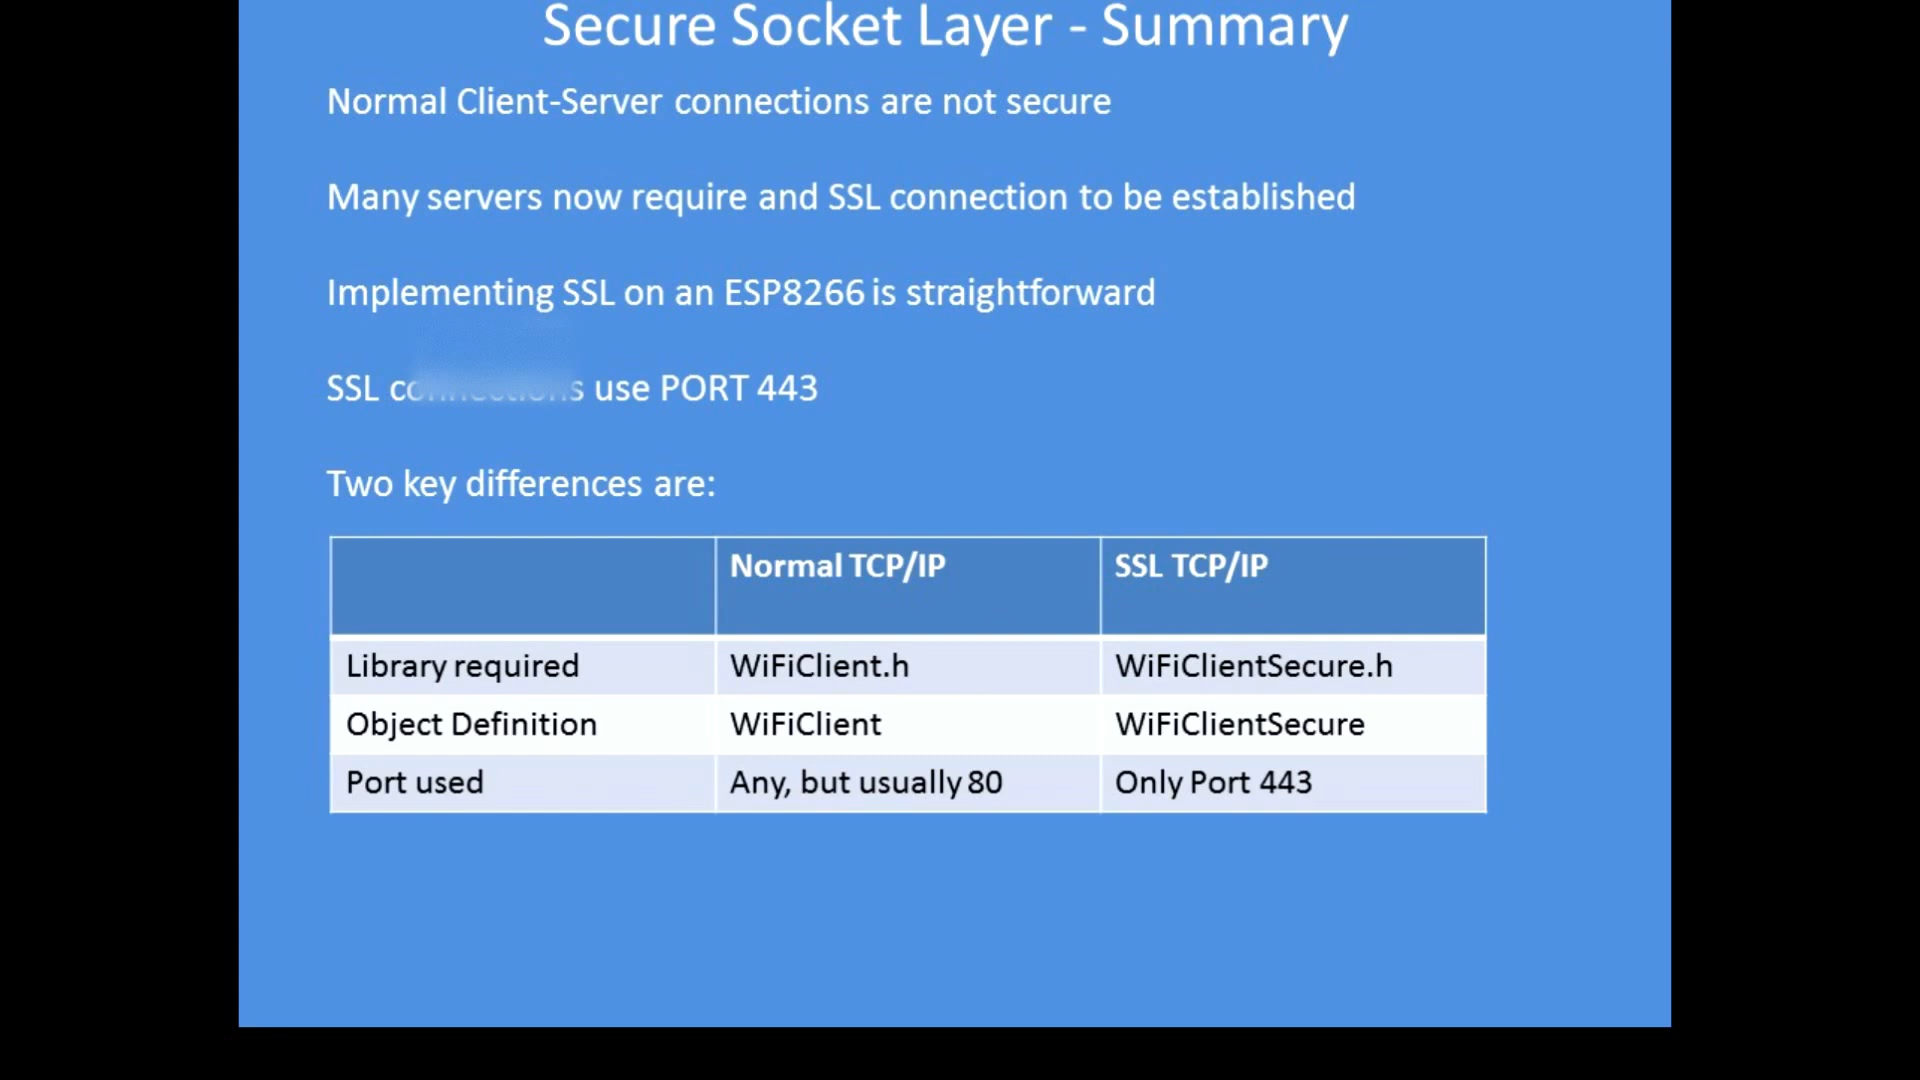 Secure Socket Layer - Summary
Normal Client-Server connections are not secure
Many servers now require and SSL connection to be established
Implementing SSL on an ESP8266 is straightforward
SSL connections use PORT 443
Two key differences are:
Normal TCP/IP SSL TCP/IP
Library required WiFiClient.h WiFiClientSecure.h
Object Definition WiFiClient WiFiClientSecure
Port used Any, but usually 80 Only Port 443